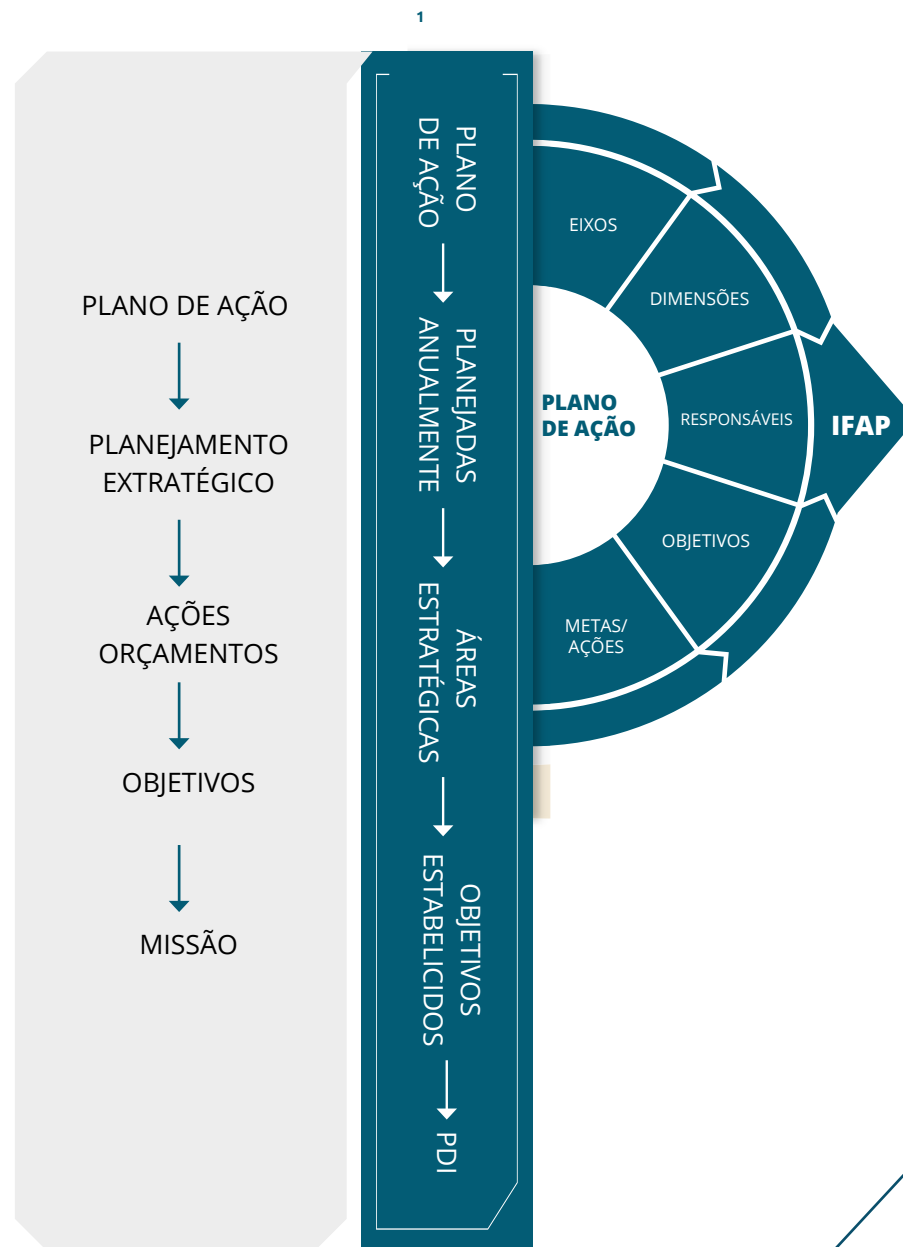 1
PLANO DE AÇÃO
PLANEJAMENTO
EXTRATÉGICO
AÇÕES
ORÇAMENTOS
OBJETIVOS
MISSÃO
PLANO
DE AÇÃO
PLANEJADAS
ANUALMENTE
ÁREAS
ESTRATÉGICAS
OBJETIVOS
ESTABELICIDOS
PDI
EIXOS
DIMENSÕES
PLANO
DE AÇÃO
RESPONSÁVEIS
IFAP
OBJETIVOS
METAS/
AÇÕES